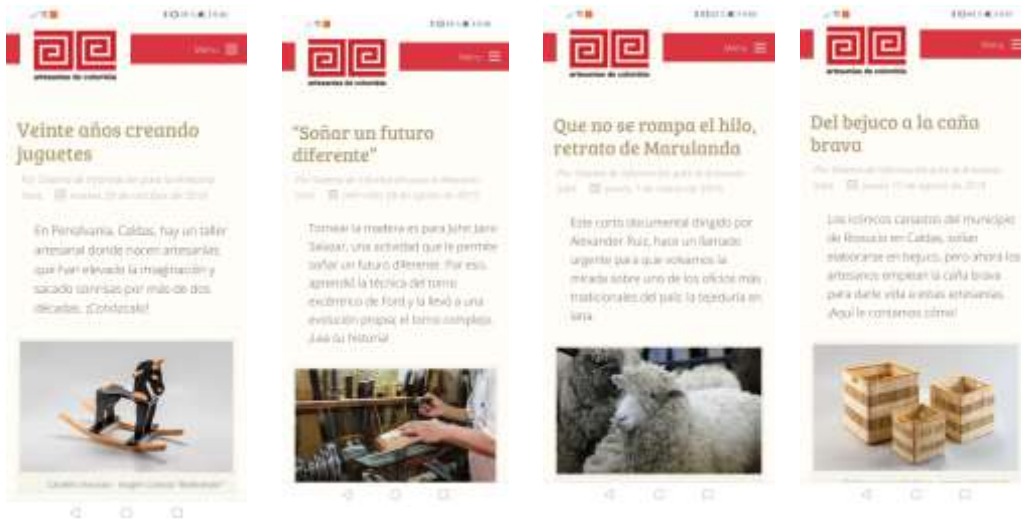 Menu
artesanías de colombia
Veinte años creando
juguetes
En Pensilvania, Caldas, hay un taller
artesanal donde nacen artesanías
que han elevado la imaginación y
sacado sonrisas por más de dos
décadas. ¡Conózcalo!
Menu
artesanías de colombia
"Soñar un futuro
diferente"
Tornear la madera es para John Jairo
Salazar, una actividad que le permite
soñar un futuro diferente. Por eso,
aprendió la técnica del torno
excéntrico de Ford y la llevó a una
evolución propia; el torno complejo.
¡Lea su historia!
Menu
artesanías de colombia
Que no se rompa el hilo,
retrato de Marulanda
Este corto documental dirigido por
Alexander Ruiz, hace un llamado
urgente para que volvamos la
mirada sobre uno de los oficios más
tradicionales del país: la tejeduría en
lana.
Menu
artesanías de colombia
Del bejuco a la caña
brava
Los icónicos canastos del municipio
de Riosucio en Caldas, solían
elaborarse en bejuco, pero ahora los
artesanos emplean la caña brava
para darle vida a estas artesanías.
¡Aquí le contamos cómo!